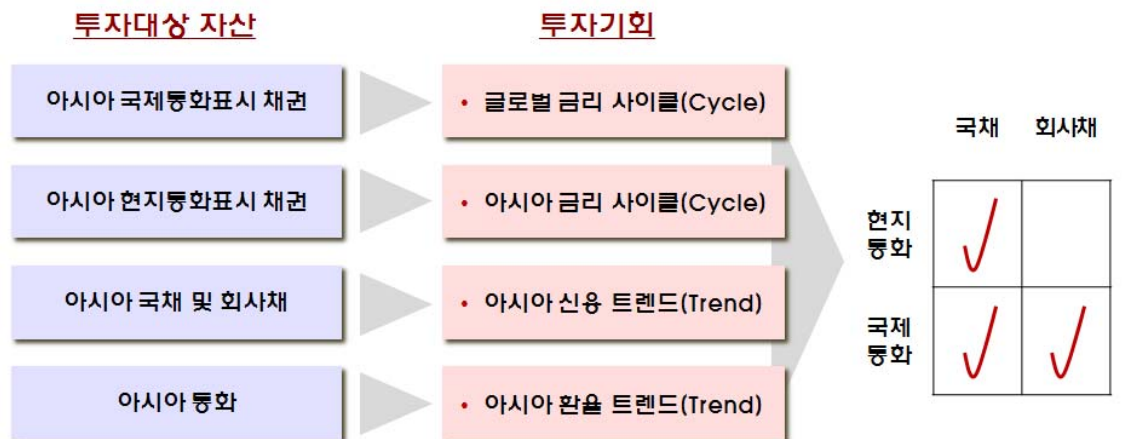 투자대상 자산
투자기회
아시아 국제통화표시 채권
• 글로벌 금리 사이클(Cycle)
아시아 현지통화표시 채권
• 아시아 금리 사이클(Cycle)
아시아 국채 및 회사채
• 아시아 신용 트렌드(Trend)
아시아 통화
• 아시아 환율 트렌드(Trend)
국채 회사채
현지
통화
국제
통화